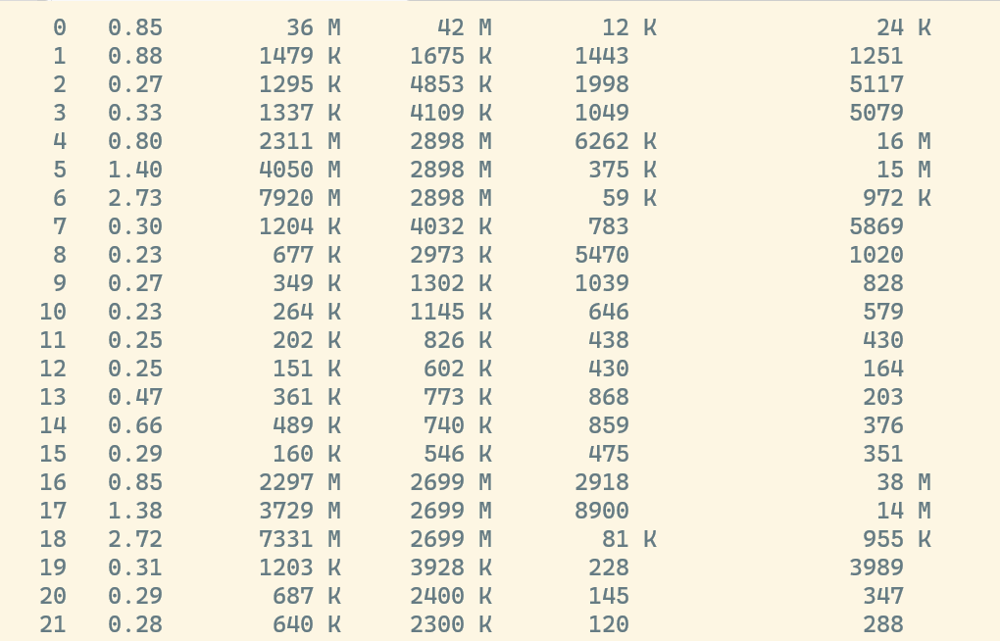 0 0.85 36 M 42 M 12 K 24 K
1 0.88 1479 K 1675 K 1443 1251
2 0.27 1295 K 4853 K 1998 5117
3 0.33 1337 K 4109 K 1049 5079
4 0.80 2311 M 2898 M 6262 K 16 M
5 1.40 4050 M 2898 M 375 K 15 M
6 2.73 7920 M 2898 M 59 K 972 K
7 0.30 1204 K 4032 K 783 5869
8 0.23 677 K 2973 K 5470 1020
9 0.27 349 K 1302 K 1039 828
10 0.23 264 K 1145 K 646 579
11 0.25 202 K 826 K 438 430
12 0.25 151 K 602 K 430 164
13 0.47 361 K 773 K 868 203
14 0.66 489 K 740 K 859 376
15 0.29 160 K 546 K 475 351
16 0.85 2297 M 2699 M 2918 38 M
17 1.38 3729 M 2699 M 8900 14 M
18 2.72 7331 M 2699 M 81 K 955 K
19 0.31 1203 K 3928 K 228 3989
20 0.29 687 K 2400 K 145 347
21 0.28 640 K 2300 K 120 288